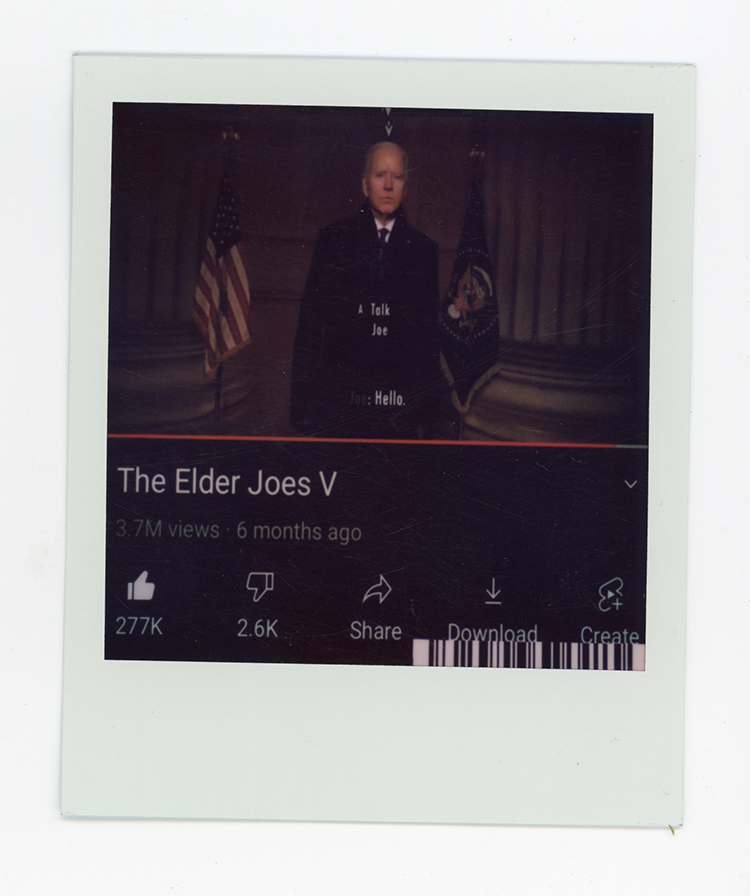 A Talk
Joe
Joe: Hello.
The Elder Joes V
3.7M views · 6 months ago
277K
2.6K
Share
Download
Create